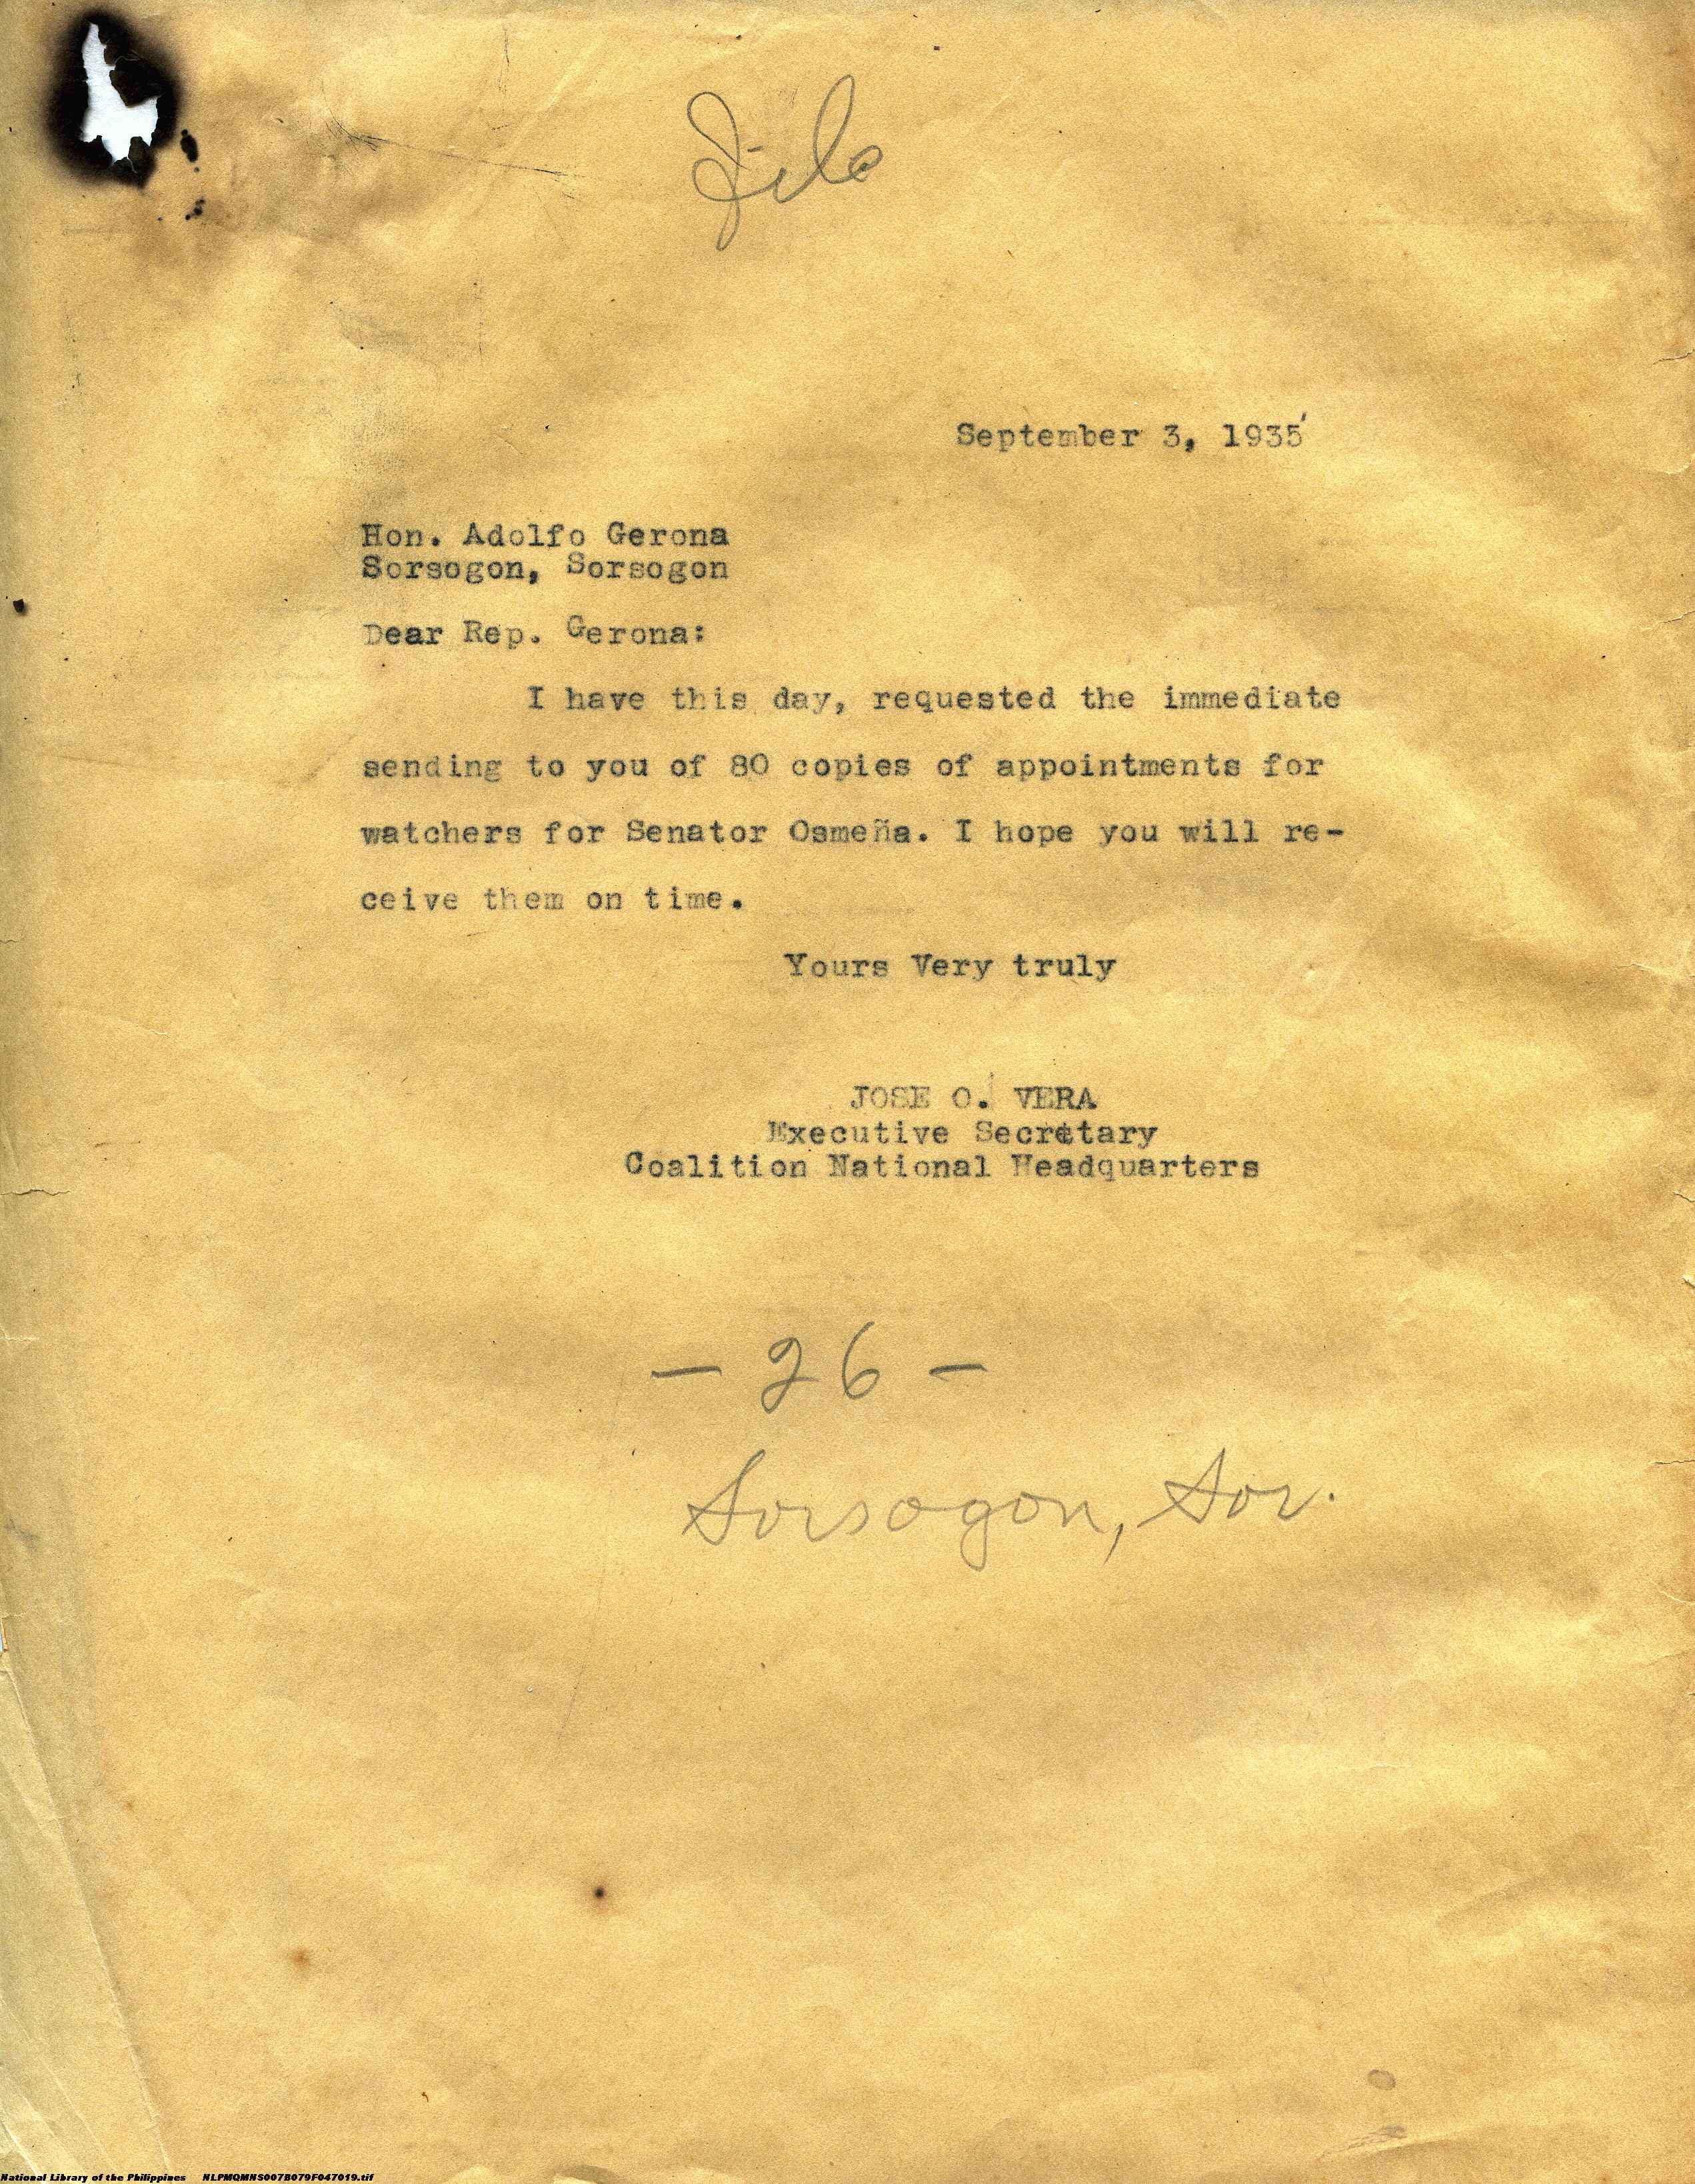 File
September 3, 1935
Hon. Adolfo Gerona
Sorsogon, Sorsogon
Dear Rep. Gerona:
I have this day, requested the immediate
sending to you of 80 copies of appointments for
watchers for Senator Osmeña. I hope you will re-
ceive them on time.
Yours Very truly
JOSE O. VERA
Executive Secretary
Coalition National Headquarters
- 26 -
Sorsogon, Sor.
National Library of the Philippines NLPMQMNS007B079F047019.tif